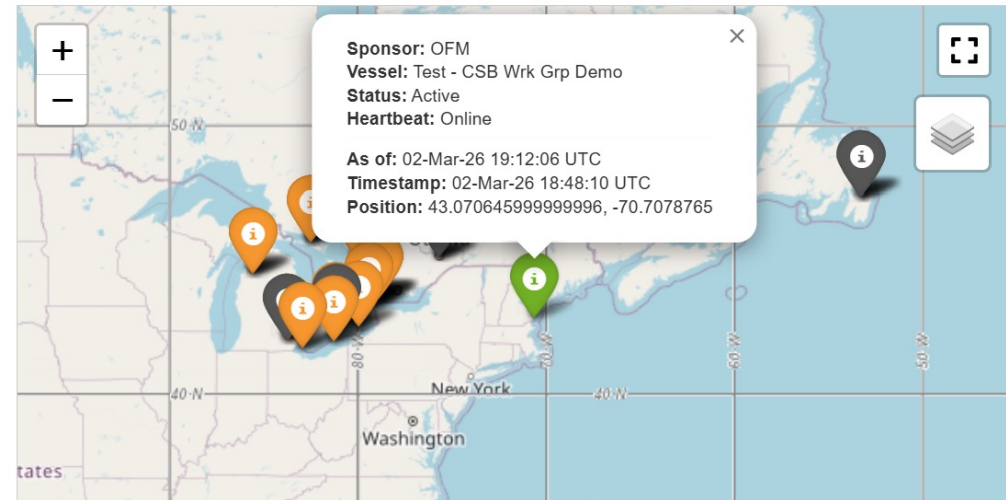 +
−
×
Sponsor: OFM
Vessel: Test - CSB Wrk Grp Demo
Status: Active
Heartbeat: Online
As of: 02-Mar-26 19:12:06 UTC
Timestamp: 02-Mar-26 18:48:10 UTC
Position: 43.070645999999996, -70.7078765
50 N
i
i
i
i
i
i
i
80 W
70 W
60 W
50 W
New York
40 N
40 N
Washington
tates